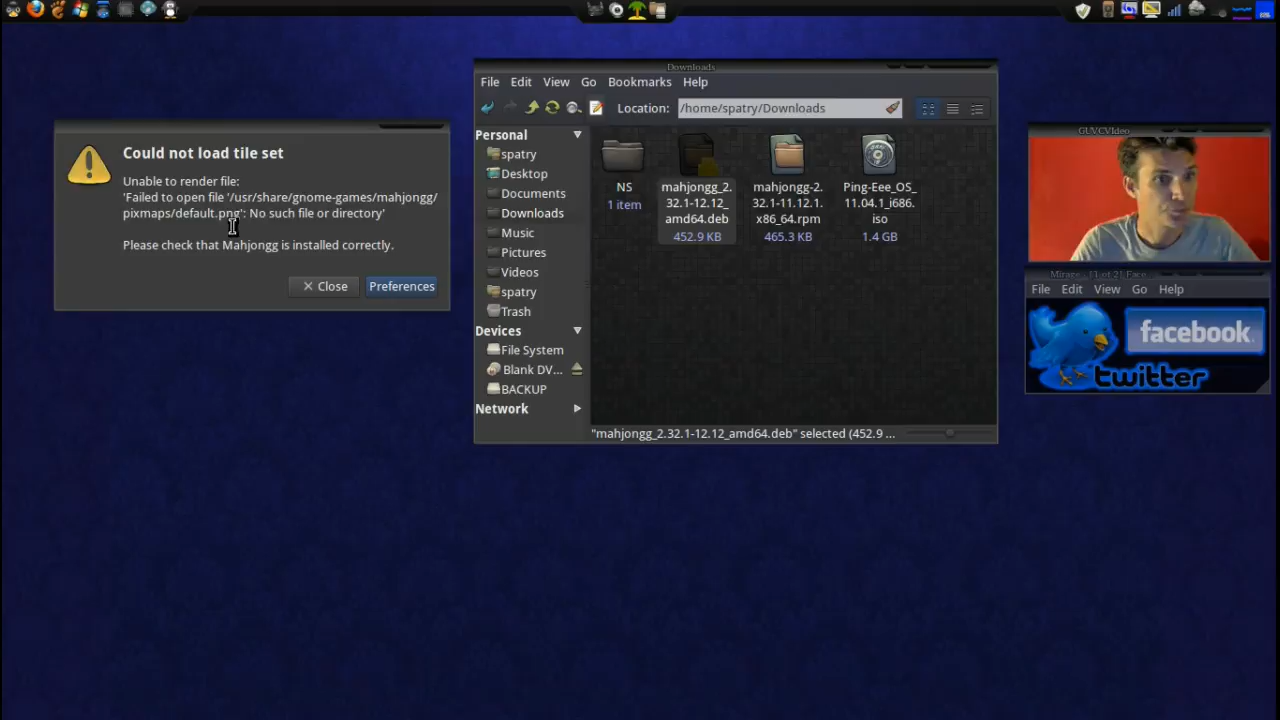 Downloads
File Edit View Go Bookmarks Help
Location: /home/spatry/Downloads
Personal
spatry
Desktop
Documents
Downloads
Music
Pictures
Videos
spatry
Trash
Devices
File System
Blank DV...
BACKUP
Network
NS
1 item
mahjongg_2.
32.1-12.12_
amd64.deb
452.9 KB
mahjongg-2.
32.1-11.12.1.
x86_64.rpm
465.3 KB
Ping-Eee_OS_
11.04.1_i686.
iso
1.4 GB
"mahjongg_2.32.1-12.12_amd64.deb" selected (452.9 ...
Could not load tile set
Unable to render file:
'Failed to open file '/usr/share/gnome-games/mahjongg/
pixmaps/default.png': No such file or directory'
Please check that Mahjongg is installed correctly.
Close
Preferences
GUVCVideo
Mirage - [1 of 2] Face...
File Edit View Go Help
facebook.
twitter